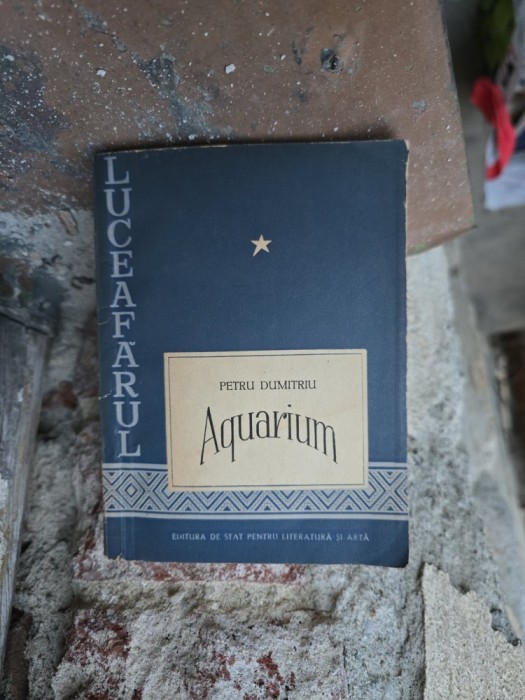 LUCEAFĂRUL
PETRU DUMITRIU
Aquarium
EDITURA DE STAT PENTRU LITERATURĂ ȘI ARTĂ